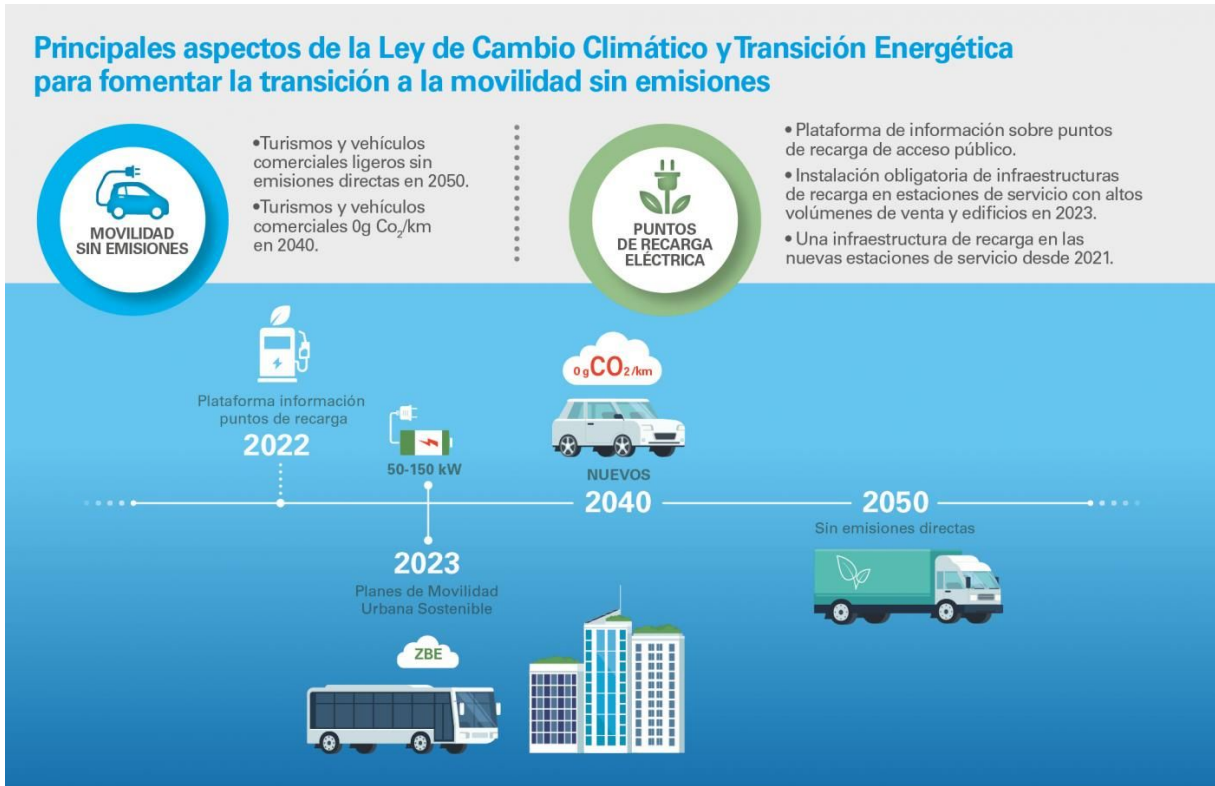 Principales aspectos de la Ley de Cambio Climático y Transición Energética
para fomentar la transición a la movilidad sin emisiones
MOVILIDAD
SIN EMISIONES
•Turismos y vehículos
comerciales ligeros sin
emisiones directas en 2050.
•Turismos y vehículos
comerciales 0g Co₂/km
en 2040.
PUNTOS
DE RECARGA
ELÉCTRICA
• Plataforma de información sobre puntos
de recarga de acceso público.
• Instalación obligatoria de infraestructuras
de recarga en estaciones de servicio con altos
volúmenes de venta y edificios en 2023.
• Una infraestructura de recarga en las
nuevas estaciones de servicio desde 2021.
Plataforma información
puntos de recarga
2022
50-150 kW
2023
Planes de Movilidad
Urbana Sostenible
ZBE
0 gCO₂/km
NUEVOS
2040
2050
Sin emisiones directas